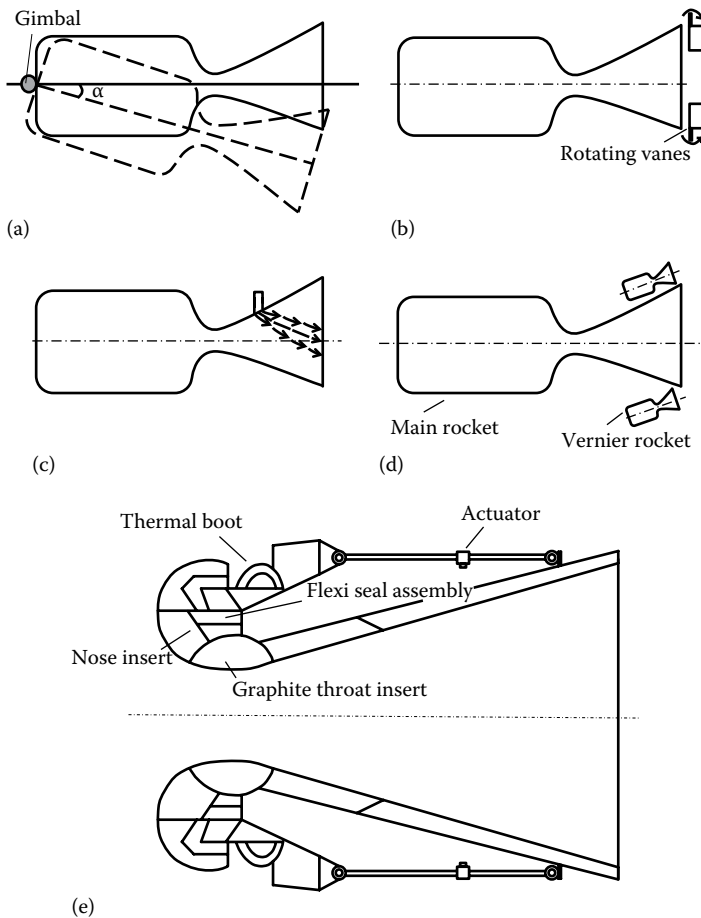 Gimbal
α
(a)
Rotating vanes
(b)
(c)
Main rocket
Vernier rocket
(d)
Thermal boot
Actuator
Flexi seal assembly
Nose insert
Graphite throat insert
(e)